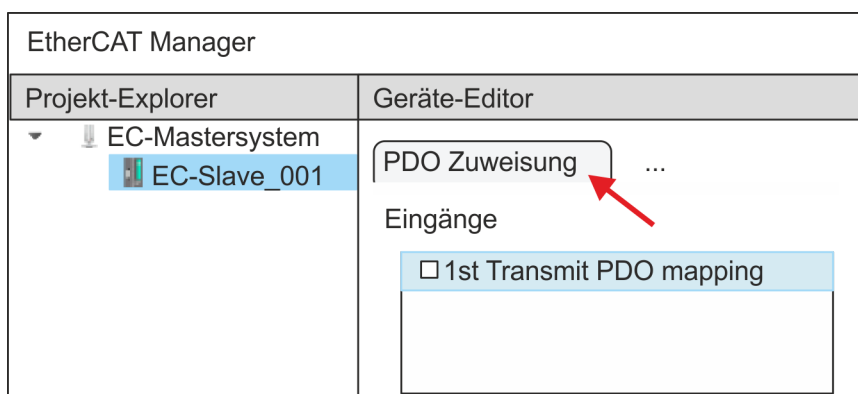 EtherCAT Manager
Projekt-Explorer
Geräte-Editor
EC-Mastersystem
EC-Slave_001
PDO Zuweisung
...
Eingänge
1st Transmit PDO mapping